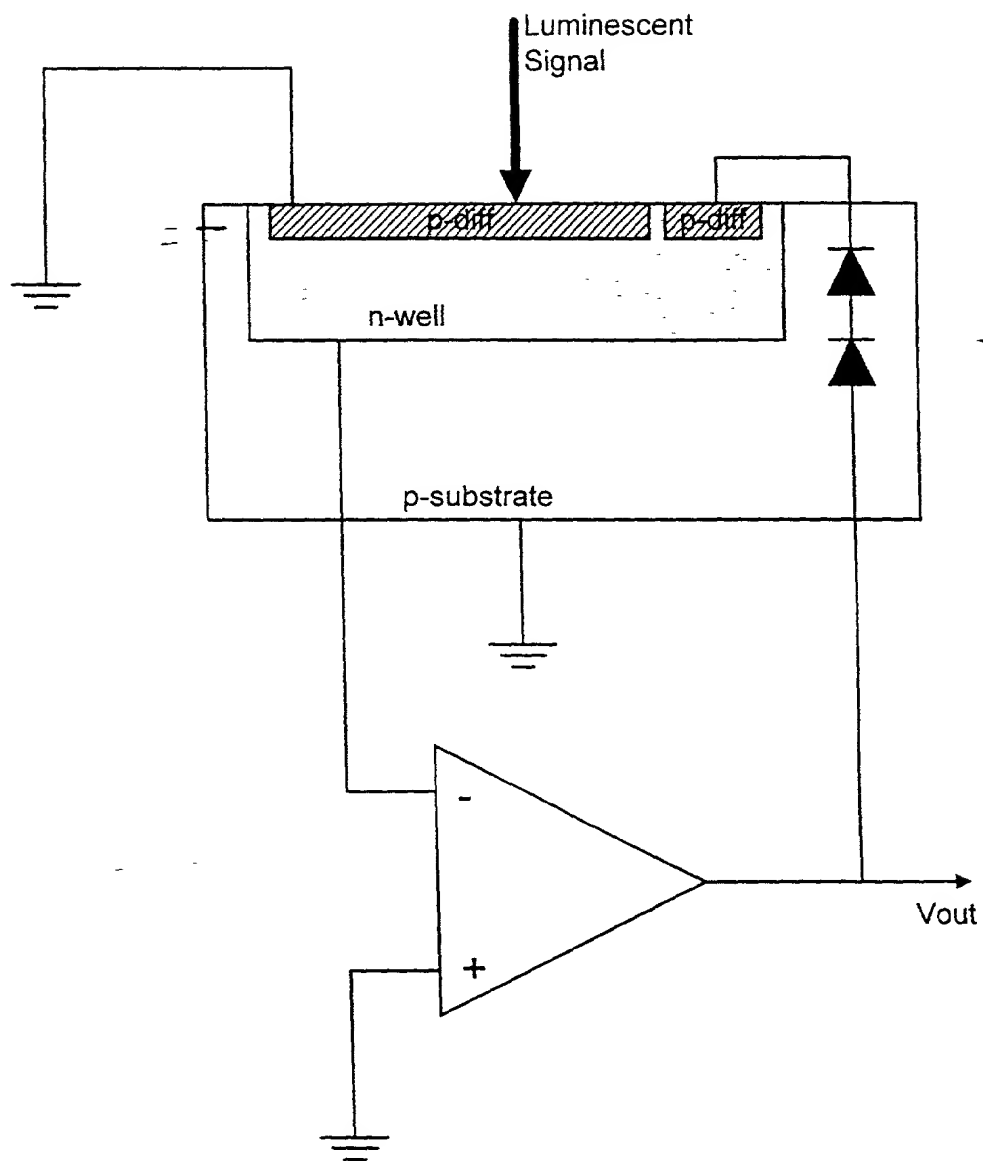 Luminescent
Signal
p-diff
p-diff
n-well
p-substrate
-
+
Vout